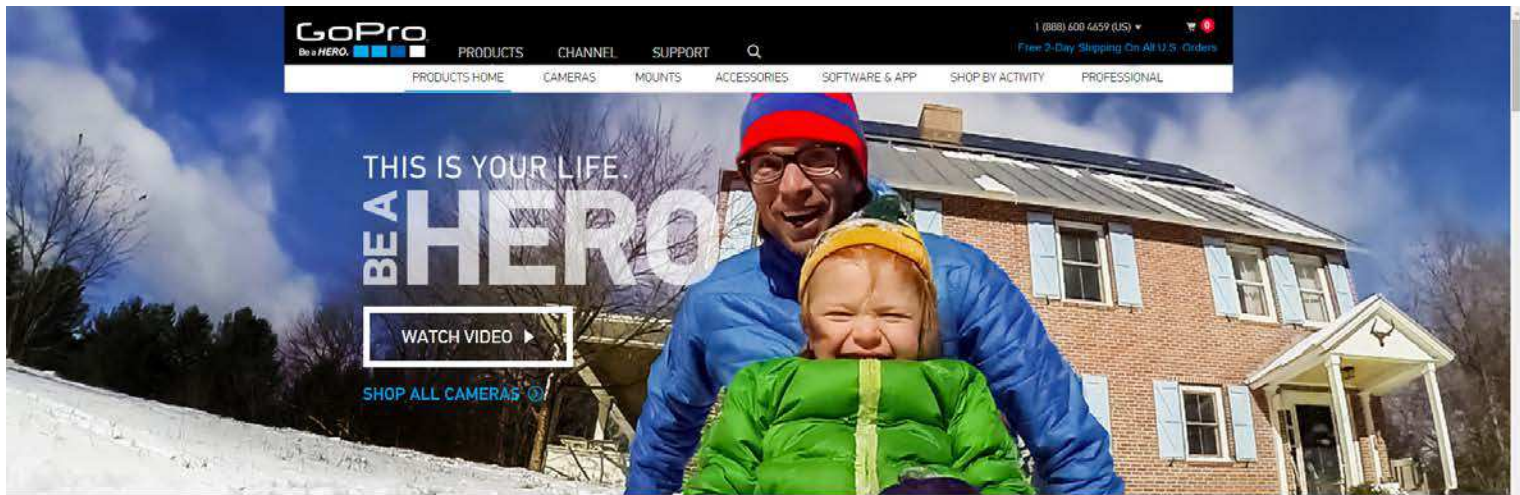 GoPro
Be a HERO.
PRODUCTS CHANNEL SUPPORT
1 (888) 600 4659 (US)
0
Free 2-Day Shipping On All U.S. Orders
PRODUCTS HOME CAMERAS MOUNTS ACCESSORIES SOFTWARE & APP SHOP BY ACTIVITY PROFESSIONAL
THIS IS YOUR LIFE.
BE A HERO
WATCH VIDEO
SHOP ALL CAMERAS